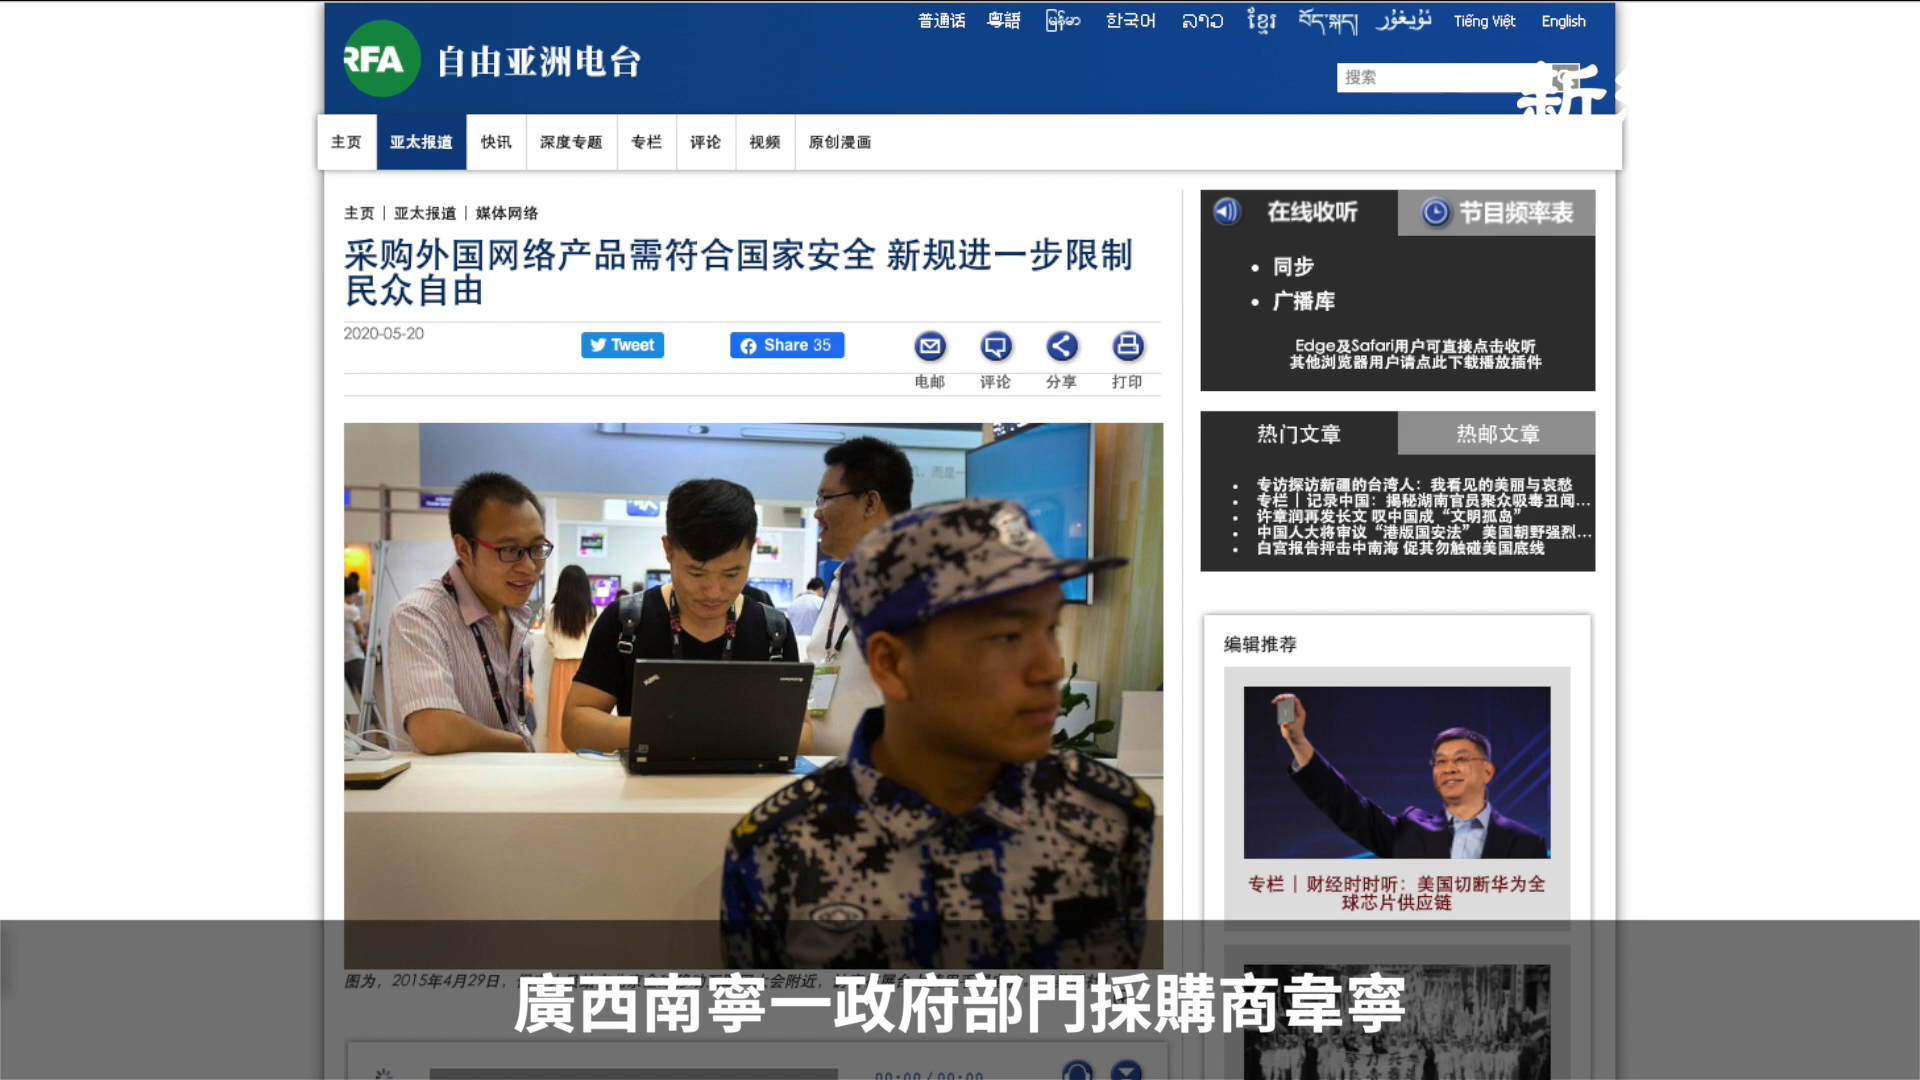 普通话 粵語 မြန်မာ 한국어 ລາວ ខ្មែរ བོད་སྐད། ئۇيغۇر Tiếng Việt English
RFA 自由亚洲电台
搜索
新
主页 亚太报道 快讯 深度专题 专栏 评论 视频 原创漫画
主页 | 亚太报道 | 媒体网络
采购外国网络产品需符合国家安全 新规进一步限制
民众自由
2020-05-20
Tweet
Share 35
电邮 评论 分享 打印
在线收听 节目频率表
同步
广播库
Edge及Safari用户可直接点击收听
其他浏览器用户请点此下载播放插件
热门文章 热邮文章
专访探访新疆的台湾人：我看见的美丽与哀愁
专栏 | 记录中国：揭秘湖南官员聚众吸毒丑闻...
许章润再发长文 叹中国成“文明孤岛”
中国人大将审议“港版国安法” 美国朝野强烈...
白宫报告抨击中南海 促其勿触碰美国底线
编辑推荐
专栏 | 财经时时听：美国切断华为全
球芯片供应链
图为，2015年4月29日，
廣西南寧一政府部門採購商韋寧
00:00 / 00:00